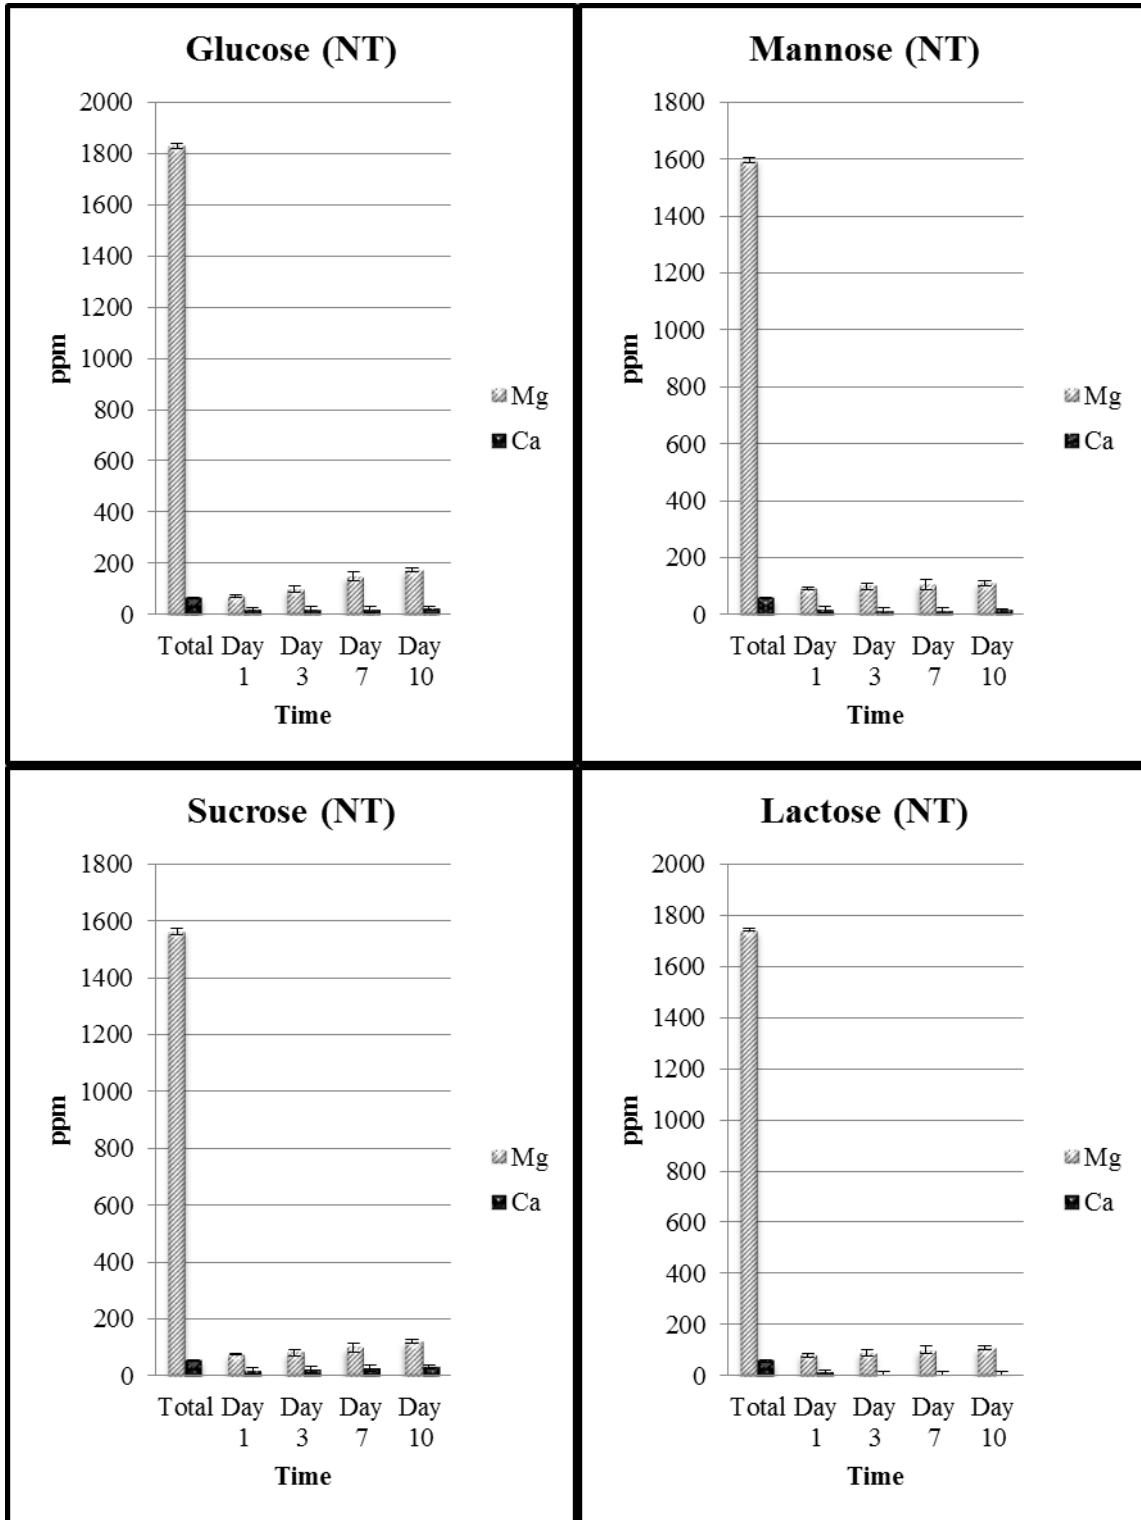 Glucose (NT)
2000
1800
1600
1400
1200
1000
800
600
400
200
0
ppm
Mg
Ca
Total Day Day Day Day
1 3 7 10
Time
Mannose (NT)
1800
1600
1400
1200
1000
800
600
400
200
0
ppm
Mg
Ca
Total Day Day Day Day
1 3 7 10
Time
Sucrose (NT)
1800
1600
1400
1200
1000
800
600
400
200
0
ppm
Mg
Ca
Total Day Day Day Day
1 3 7 10
Time
Lactose (NT)
2000
1800
1600
1400
1200
1000
800
600
400
200
0
ppm
Mg
Ca
Total Day Day Day Day
1 3 7 10
Time